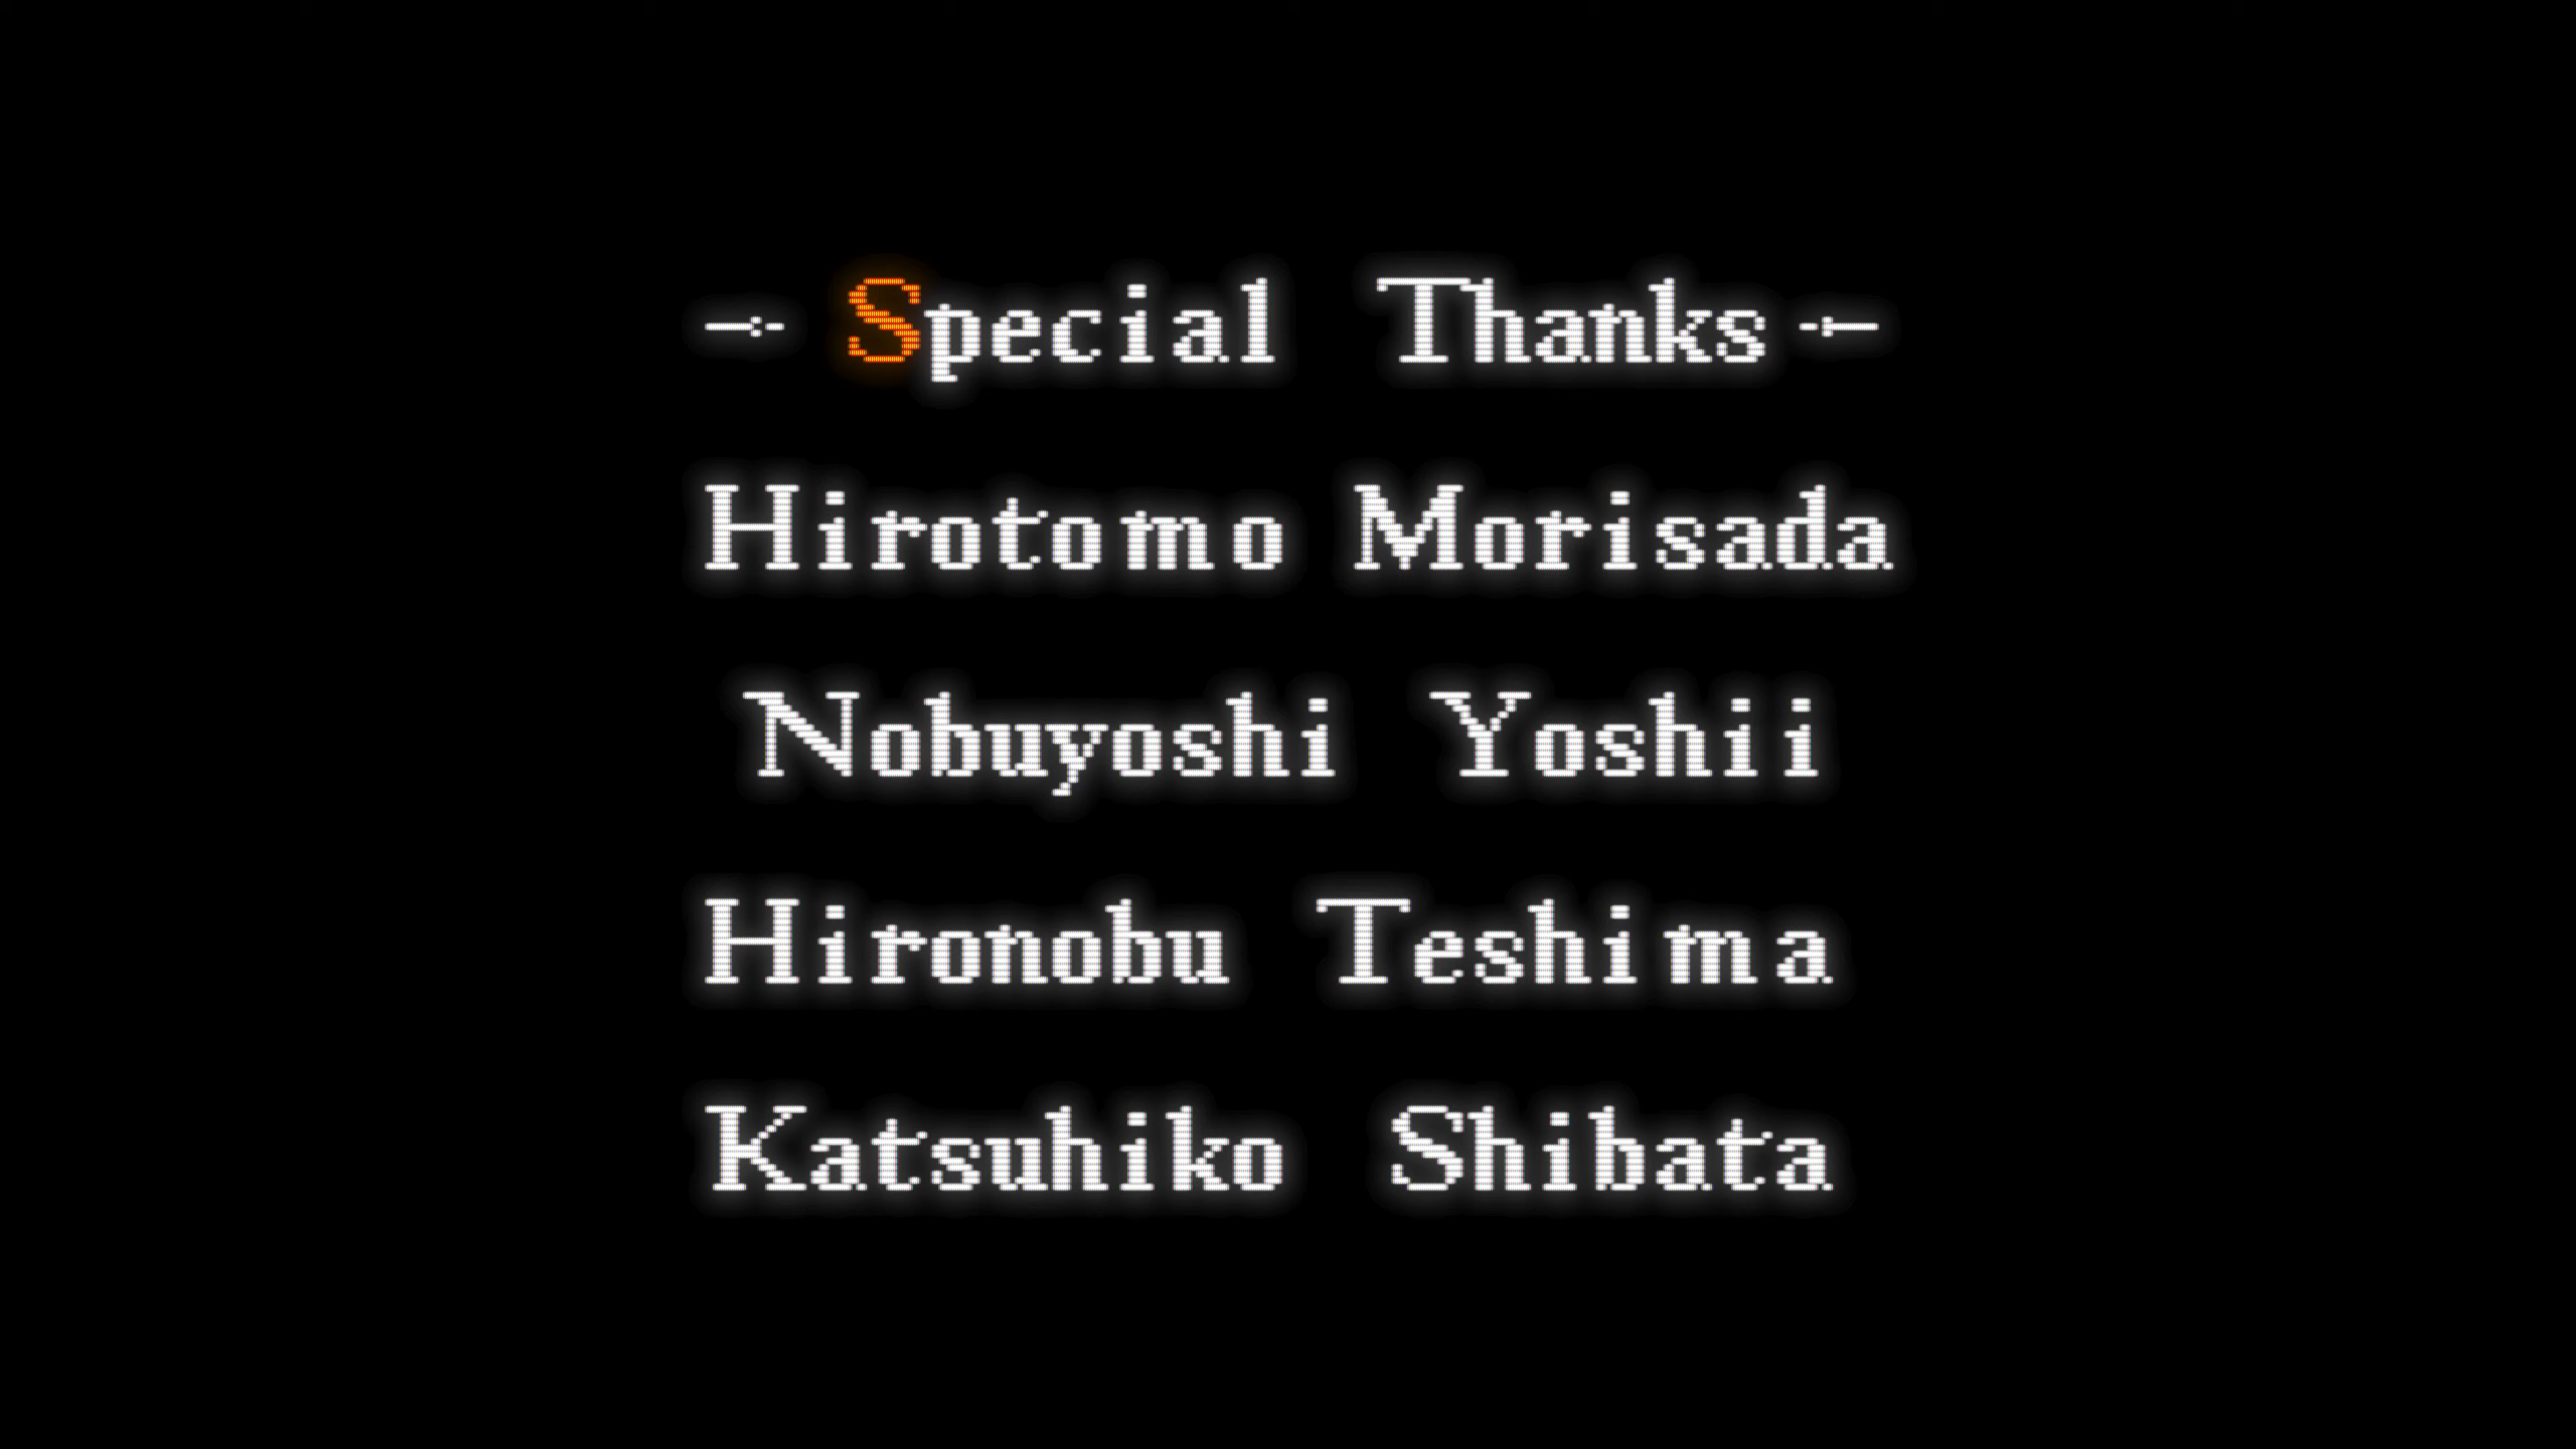 Special Thanks
Hirotomo Morisada
Nobuyoshi Yoshii
Hironobu Teshima
Katsuhiko Shibata